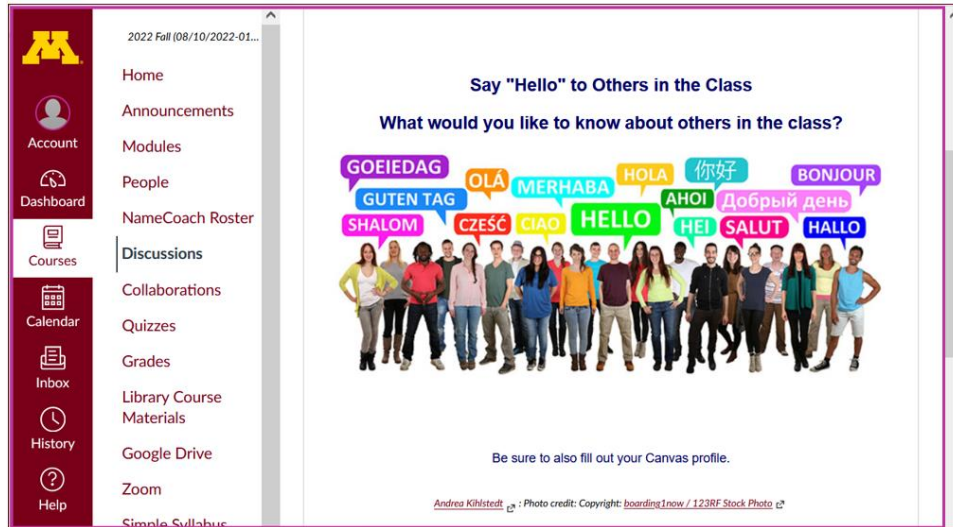 2022 Fall (08/10/2022-01...
Account
Dashboard
Courses
Calendar
Inbox
History
Help
Home
Announcements
Modules
People
NameCoach Roster
Discussions
Collaborations
Quizzes
Grades
Library Course
Materials
Google Drive
Zoom
Simple Syllabus
Say "Hello" to Others in the Class
What would you like to know about others in the class?
GOEIEDAG
OLÁ
MERHABA
HOLA
你好
BONJOUR
GUTEN TAG
AHOJ
Добрый день
SHALOM
CZEŚĆ
CIAO
HELLO
HEI
SALUT
HALLO
Be sure to also fill out your Canvas profile.
Andrea Kihlstedt : Photo credit: Copyright: boarding1now / 123RF Stock Photo